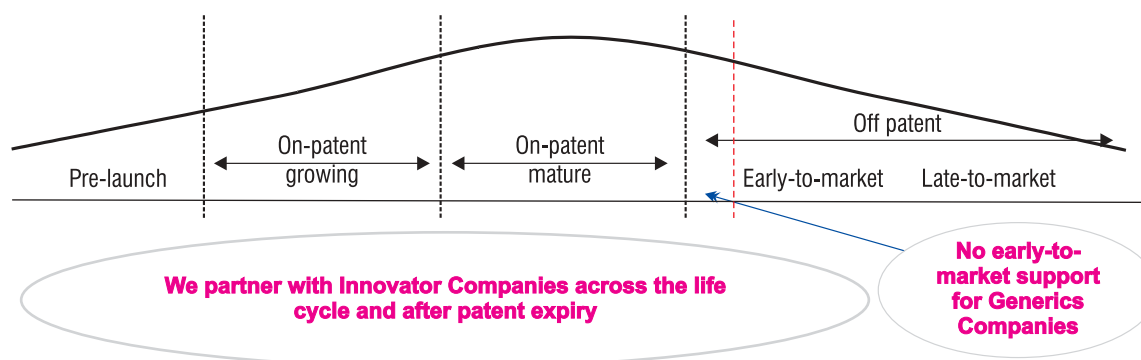 Off patent
On-patent
growing
On-patent
mature
Pre-launch
Early-to-market
Late-to-market
We partner with Innovator Companies across the life
cycle and after patent expiry
No early-to-
market support
for Generics
Companies